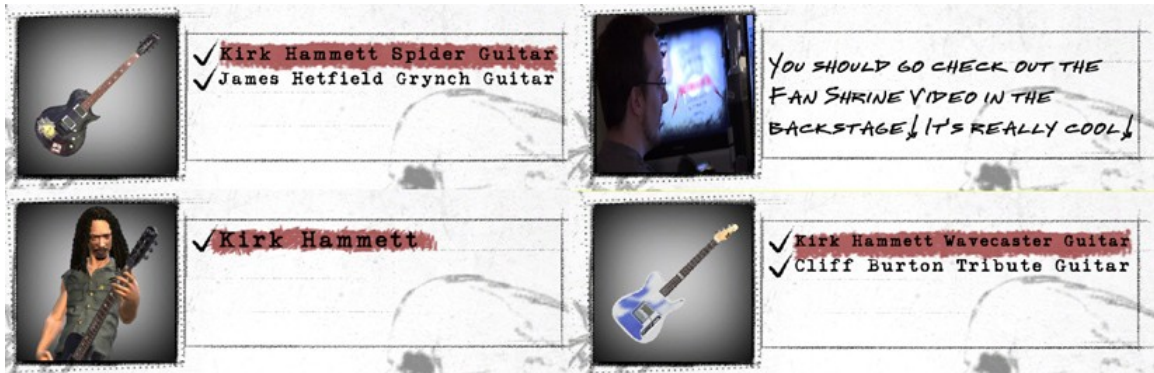 Kirk Hammett Spider Guitar
James Hetfield Grynch Guitar
YOU SHOULD GO CHECK OUT THE
FAN SHRINE VIDEO IN THE
BACKSTAGE! IT'S REALLY COOL!
Kirk Hammett
Kirk Hammett Wavecaster Guitar
Cliff Burton Tribute Guitar